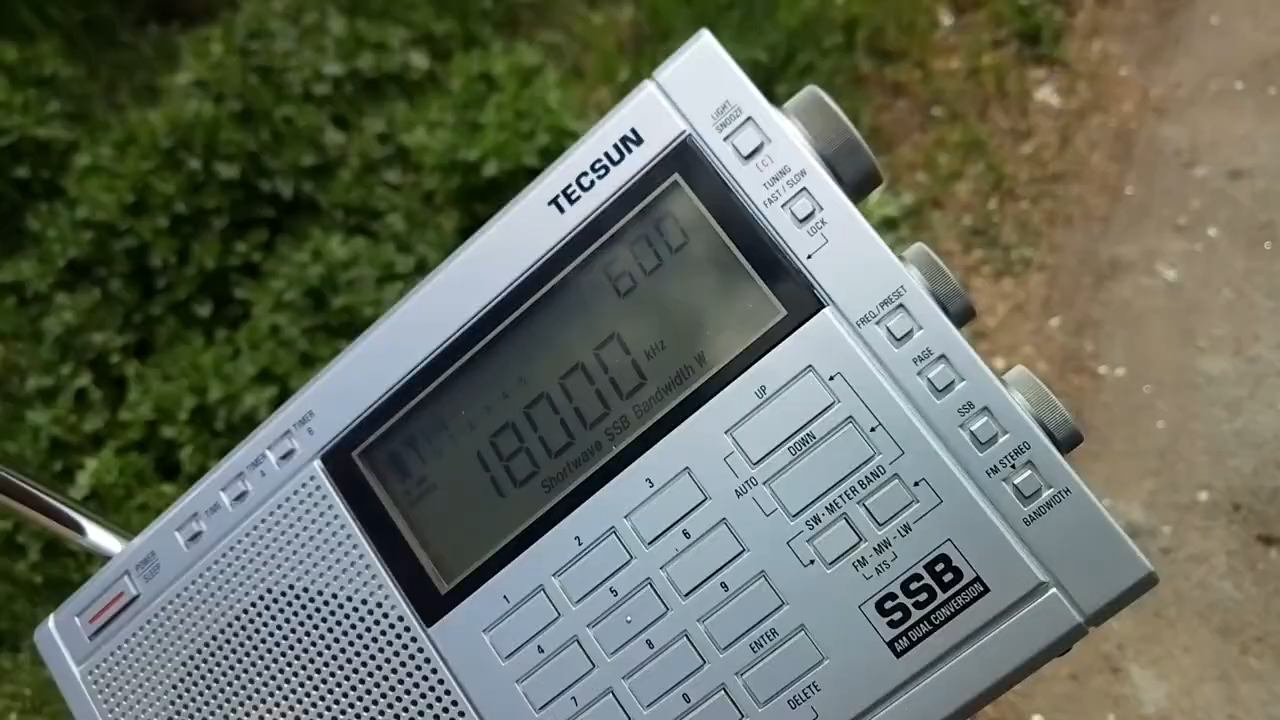 TECSUN
LIGHT
SNOOZE
[C]
TUNING
FAST / SLOW
LOCK
600
18000 kHz
Shortwave SSB Bandwidth W
FREQ./PRESET
PAGE
SSB
FM STEREO
BANDWIDTH
TIMER
B
TIMER
A
TIME
POWER
SLEEP
UP
DOWN
AUTO
SW-METER BAND
FM - MW - LW
ATS
1
2
3
4
5
6
7
8
9
0
ENTER
DELETE
SSB
AM DUAL CONVERSION